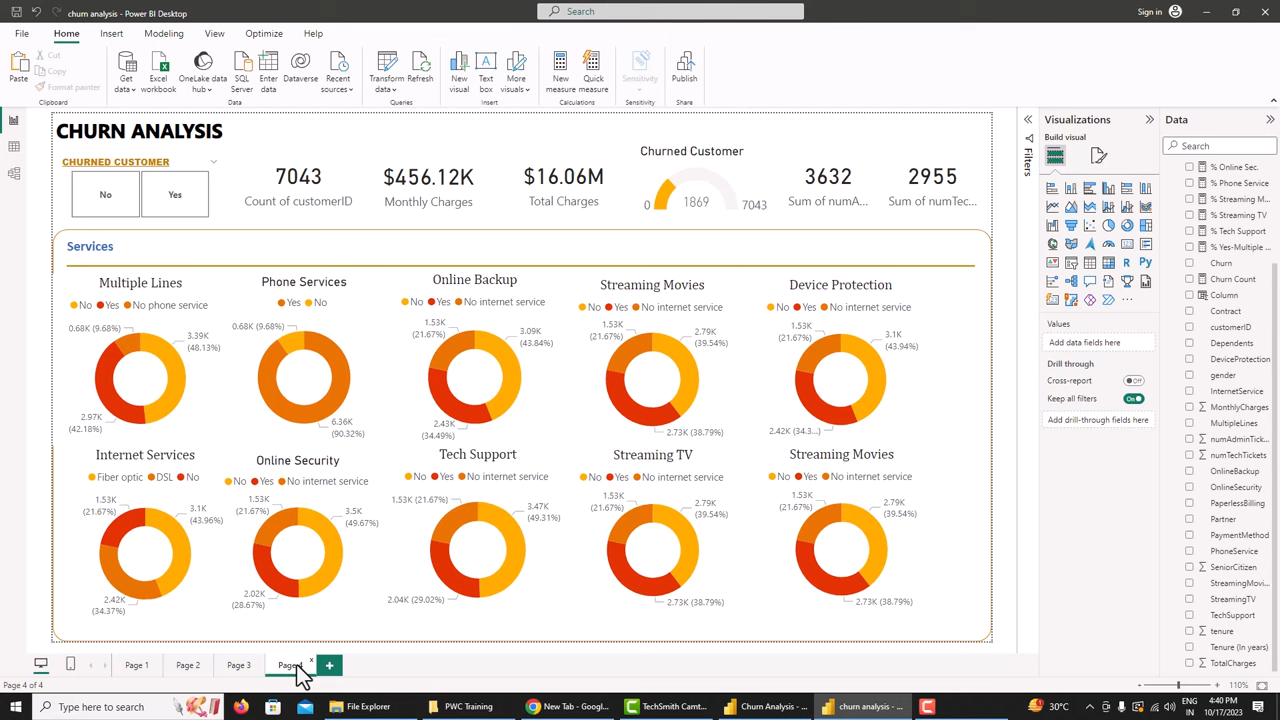 churn analysis - Power BI Desktop
Search
Sign in
File Home Insert Modeling View Optimize Help
Paste
Cut
Copy
Format painter
Get data
Excel workbook
OneLake data hub
SQL Server
Enter data
Dataverse
Recent sources
Transform data
Refresh
New visual
Text box
More visuals
New measure
Quick measure
Sensitivity
Publish
Clipboard Data Queries Insert Calculations Sensitivity Share
CHURN ANALYSIS
CHURNED CUSTOMER
No Yes
7043
Count of customerID
$456.12K
Monthly Charges
$16.06M
Total Charges
Churned Customer
0 1869 7043
3632
Sum of numA...
2955
Sum of numTec...
Services
Multiple Lines
No Yes No phone service
0.68K (9.68%)
3.39K (48.13%)
2.97K (42.18%)
Phone Services
Yes No
0.68K (9.68%)
6.36K (90.32%)
Online Backup
No Yes No internet service
1.53K (21.67%)
3.09K (43.84%)
2.43K (34.49%)
Streaming Movies
No Yes No internet service
1.53K (21.67%)
2.79K (39.54%)
2.73K (38.79%)
Device Protection
No Yes No internet service
1.53K (21.67%)
3.1K (43.94%)
2.42K (34.3...)
Internet Services
Fiber optic DSL No
1.53K (21.67%)
3.1K (43.96%)
2.42K (34.37%)
Online Security
No Yes No internet service
1.53K (21.67%)
3.5K (49.67%)
2.02K (28.67%)
Tech Support
No Yes No internet service
1.53K (21.67%)
3.47K (49.31%)
2.04K (29.02%)
Streaming TV
No Yes No internet service
1.53K (21.67%)
2.79K (39.54%)
2.73K (38.79%)
Streaming Movies
No Yes No internet service
1.53K (21.67%)
2.79K (39.54%)
2.73K (38.79%)
Filters
Visualizations
Build visual
R Py
Values
Add data fields here
Drill through
Cross-report Off
Keep all filters On
Add drill-through fields here
Data
Search
% Online Sec.
% Phone Service
% Streaming M...
% Streaming TV
% Tech Support
% Yes-Multiple ...
Churn
Churn Count
Column
Contract
customerID
Dependents
DeviceProtection
gender
InternetService
MonthlyCharges
MultipleLines
numAdminTick...
numTechTickets
OnlineBackup
OnlineSecurity
PaperlessBilling
Partner
PaymentMethod
PhoneService
SeniorCitizen
StreamingMovi...
StreamingTV
TechSupport
tenure
Tenure (In years)
TotalCharges
Page 1 Page 2 Page 3
Page 4 of 4
110%
Type here to search
File Explorer
PWC Training
New Tab - Googl...
TechSmith Camt...
Churn Analysis - ...
churn analysis - ...
30°C
ENG
IN
4:40 PM
10/17/2023